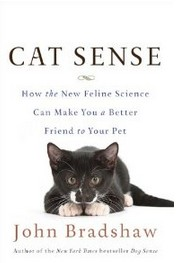 CAT SENSE
How the New Feline Science
Can Make You a Better
Friend to Your Pet
John Bradshaw
Author of the New York Times bestseller Dog Sense